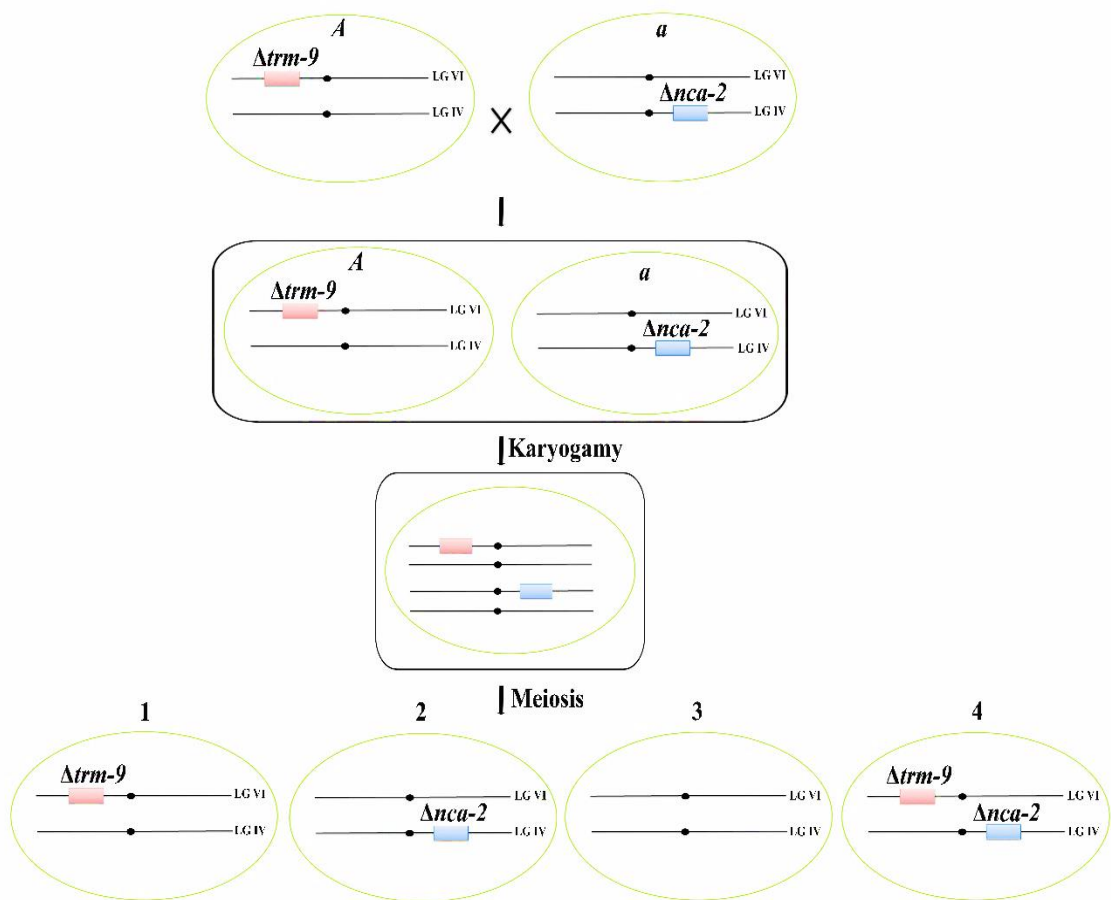 A a
Δtrm-9
LG VI LG VI
Δnca-2
LG IV X LG IV
A a
Δtrm-9
LG VI LG VI
Δnca-2
LG IV LG IV
Karyogamy
Meiosis
1 2 3 4
Δtrm-9 Δtrm-9
LG VI LG VI LG VI LG VI
Δnca-2 Δnca-2
LG IV LG IV LG IV LG IV